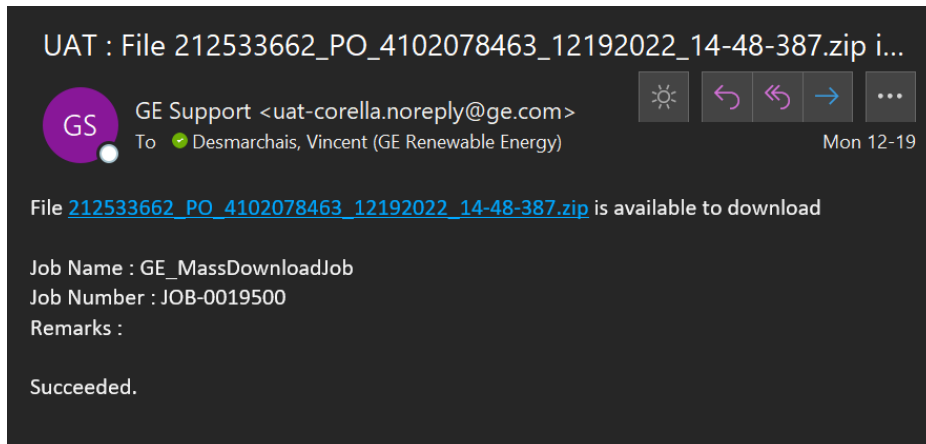 UAT : File 212533662_PO_4102078463_12192022_14-48-387.zip i...
GS
GE Support <uat-corella.noreply@ge.com>
To Desmarchais, Vincent (GE Renewable Energy)
Mon 12-19
File 212533662_PO_4102078463_12192022_14-48-387.zip is available to download
Job Name : GE_MassDownloadJob
Job Number : JOB-0019500
Remarks :
Succeeded.